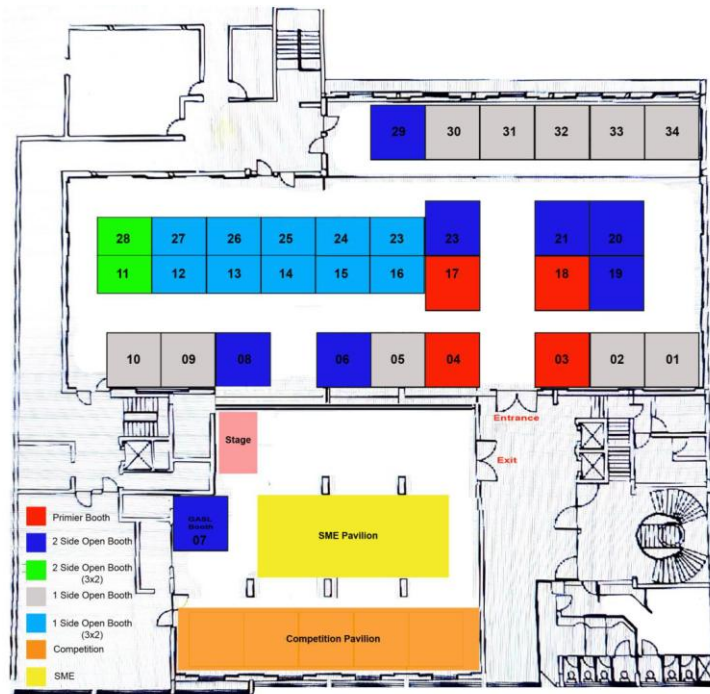 29 30 31 32 33 34
28 27 26 25 24 23 23 21 20
11 12 13 14 15 16 17 18 19
10 09 08 06 05 04 03 02 01
Entrance
Stage
Exit
GASL
Booth
07
SME Pavilion
Competition Pavilion
Primier Booth
2 Side Open Booth
2 Side Open Booth
(3x2)
1 Side Open Booth
1 Side Open Booth
(3x2)
Competition
SME